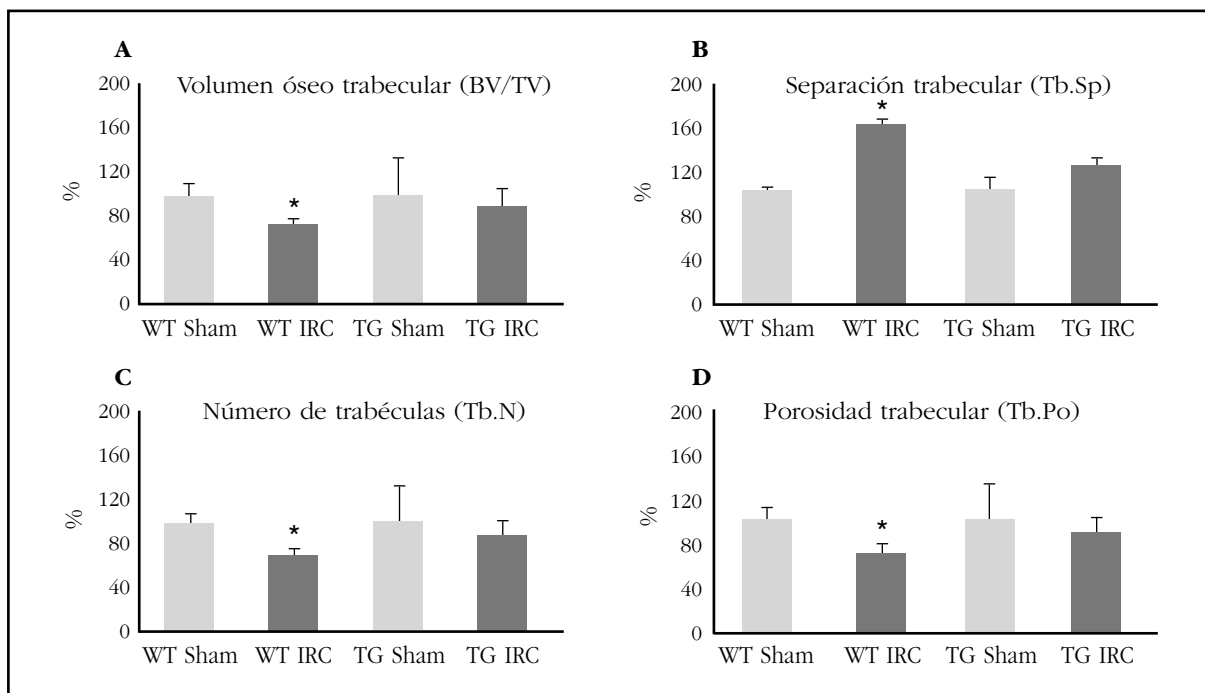 A
Volumen óseo trabecular (BV/TV)
200
160
120
80
40
0
%
*
WT Sham WT IRC TG Sham TG IRC
B
Separación trabecular (Tb.Sp)
200
160
120
80
40
0
%
*
WT Sham WT IRC TG Sham TG IRC
C
Número de trabéculas (Tb.N)
200
160
120
80
40
0
%
*
WT Sham WT IRC TG Sham TG IRC
D
Porosidad trabecular (Tb.Po)
200
160
120
80
40
0
%
*
WT Sham WT IRC TG Sham TG IRC